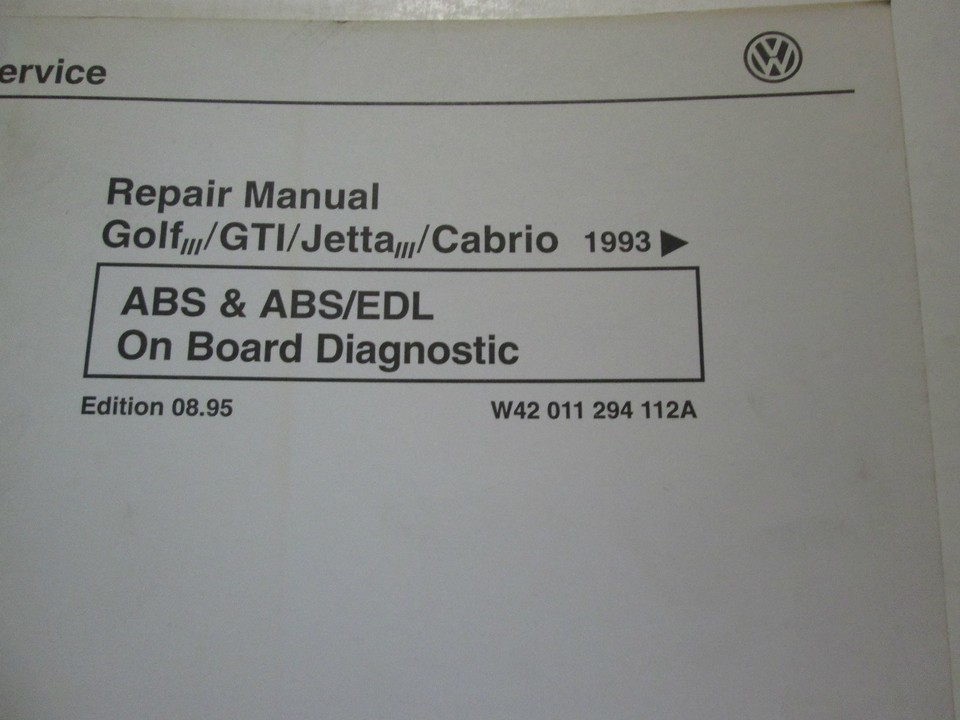 ervice
Repair Manual
Golf III/GTI/Jetta III/Cabrio 1993 ▶
ABS & ABS/EDL
On Board Diagnostic
Edition 08.95 W42 011 294 112A